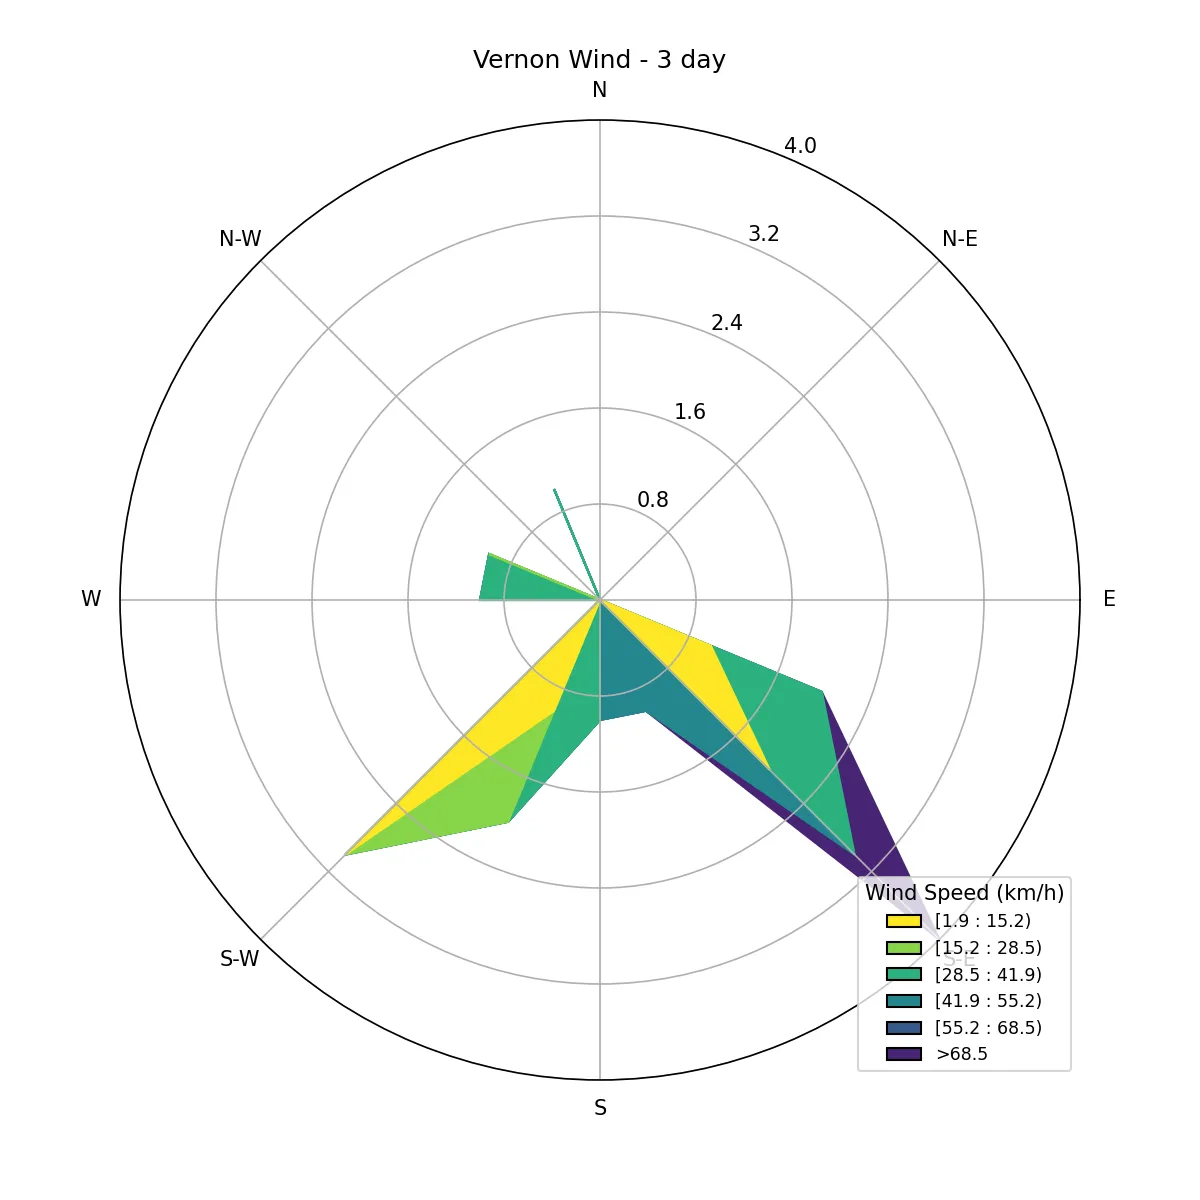 Vernon Wind - 3 day
N
4.0
N-W
N-E
3.2
2.4
1.6
0.8
W
E
Wind Speed (km/h)
[1.9 : 15.2)
[15.2 : 28.5)
S-W
S-E
[28.5 : 41.9)
[41.9 : 55.2)
[55.2 : 68.5)
>68.5
S